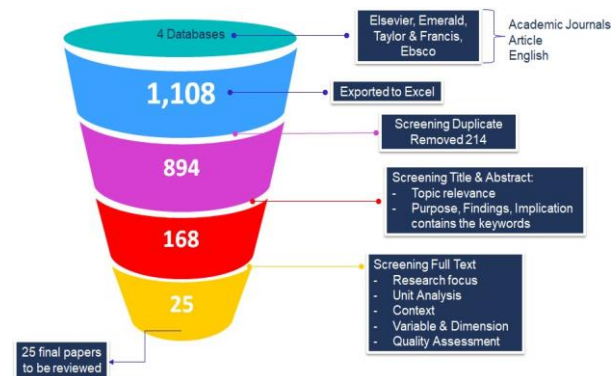 4 Databases
Elsevier, Emerald,
Taylor & Francis,
Ebsco
Academic Journals
Article
English
1,108
Exported to Excel
Screening Duplicate
Removed 214
894
Screening Title & Abstract:
- Topic relevance
- Purpose, Findings, Implication
contains the keywords
168
Screening Full Text
- Research focus
- Unit Analysis
- Context
- Variable & Dimension
- Quality Assessment
25
25 final papers
to be reviewed